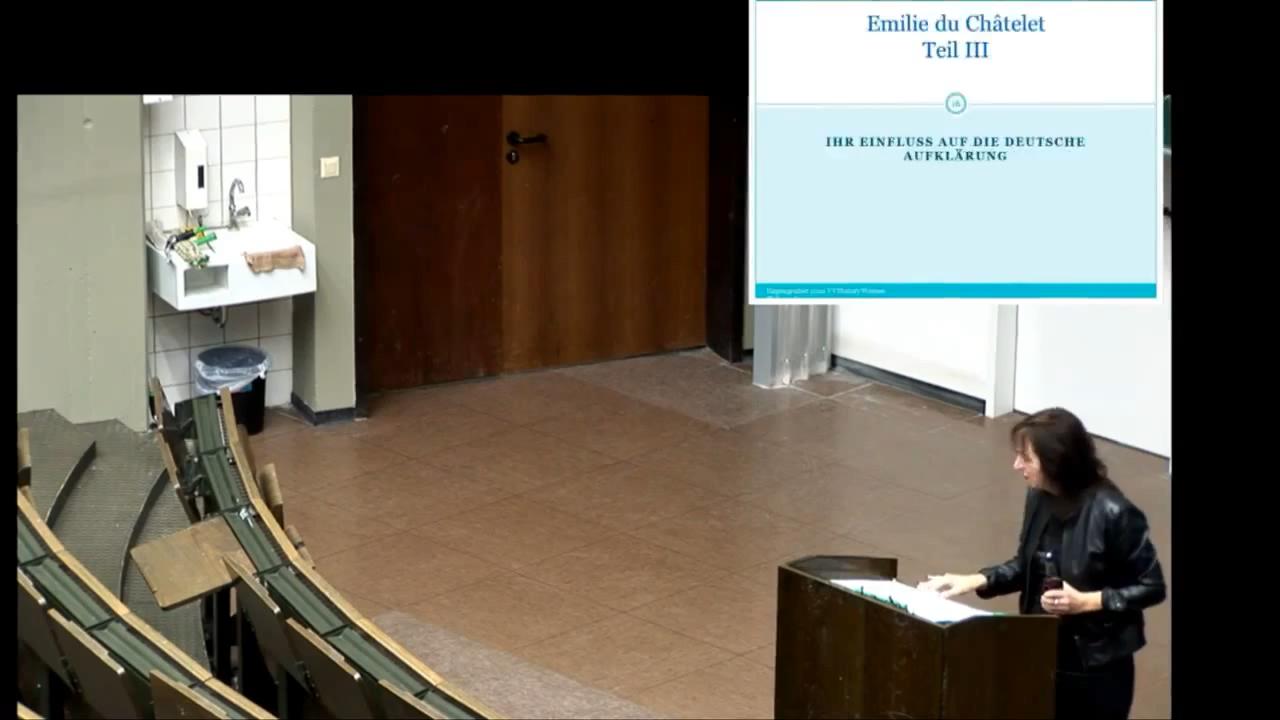 Emilie du Châtelet
Teil III
IHR EINFLUSS AUF DIE DEUTSCHE
AUFKLÄRUNG